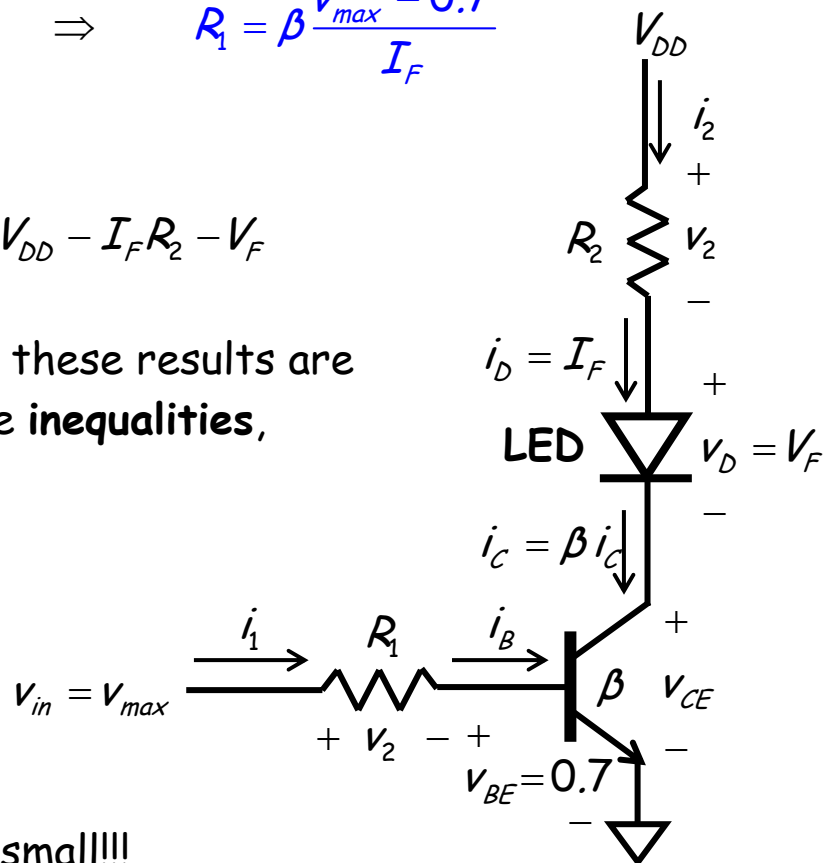 ⇒ R₁ = β (v_max − 0.7) / I_F
V_DD
i₂
+
V_DD − I_F R₂ − V_F
R₂ v₂
−
these results are
i_D = I_F
+
inequalities,
LED v_D = V_F
−
i_C = β i_C
i₁ R₁ i_B +
v_in = v_max β v_CE
+ v₂ − + −
v_BE = 0.7
−
small!!!